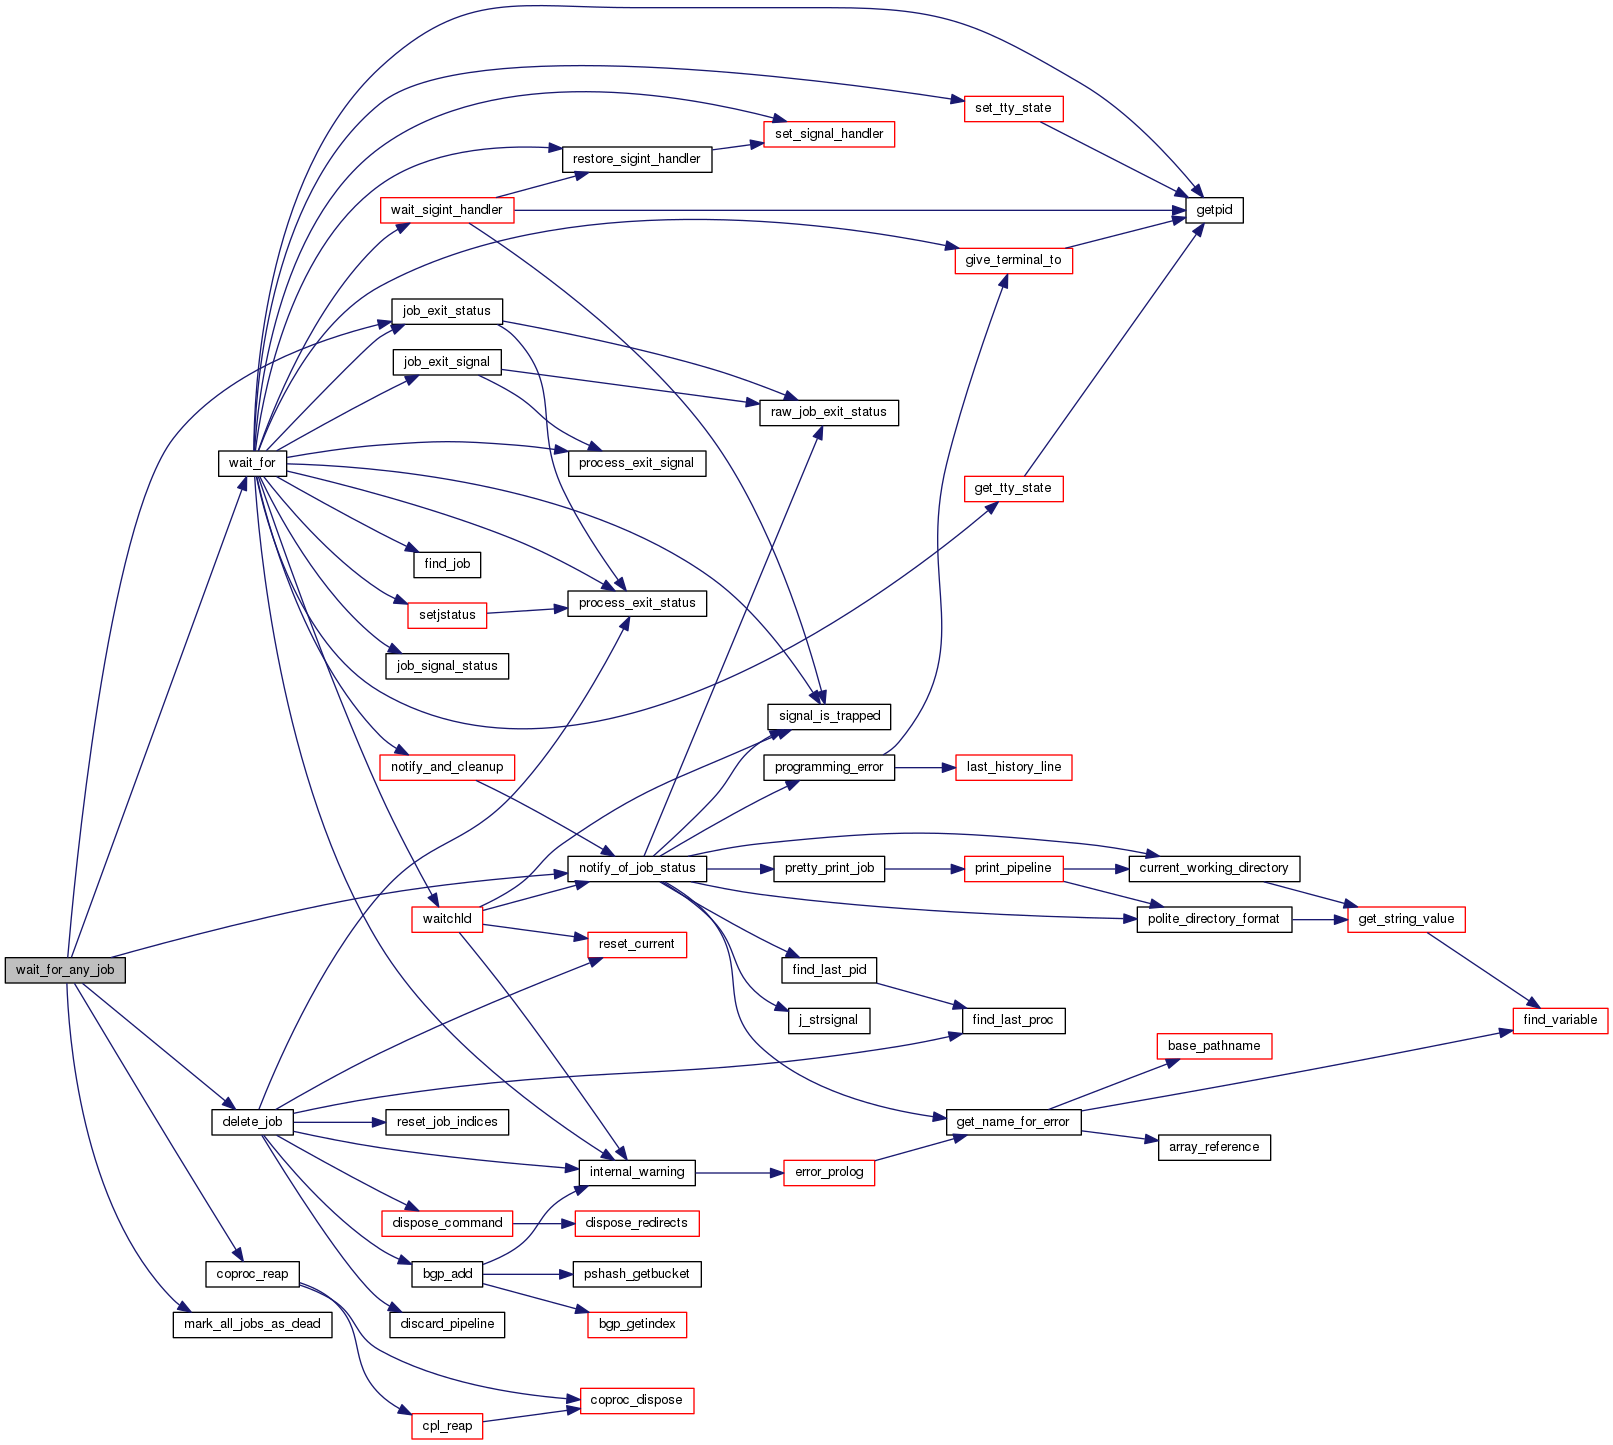 set_tty_state
set_signal_handler
restore_sigint_handler
wait_sigint_handler
getpid
give_terminal_to
job_exit_status
job_exit_signal
raw_job_exit_status
wait_for
process_exit_signal
get_tty_state
find_job
process_exit_status
setjstatus
job_signal_status
signal_is_trapped
notify_and_cleanup
programming_error
last_history_line
notify_of_job_status
pretty_print_job
print_pipeline
current_working_directory
waitchld
polite_directory_format
get_string_value
reset_current
wait_for_any_job
find_last_pid
j_strsignal
find_last_proc
find_variable
base_pathname
delete_job
reset_job_indices
get_name_for_error
array_reference
internal_warning
error_prolog
dispose_command
dispose_redirects
coproc_reap
bgp_add
pshash_getbucket
mark_all_jobs_as_dead
discard_pipeline
bgp_getindex
coproc_dispose
cpl_reap